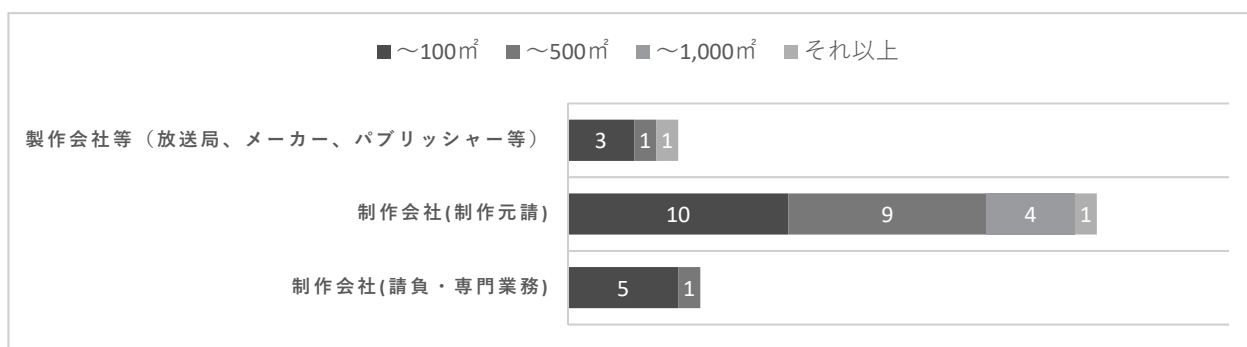 ～100㎡ ～500㎡ ～1,000㎡ それ以上
製作会社等（放送局、メーカー、パブリッシャー等） 3 1 1
制作会社(制作元請) 10 9 4 1
制作会社(請負・専門業務) 5 1